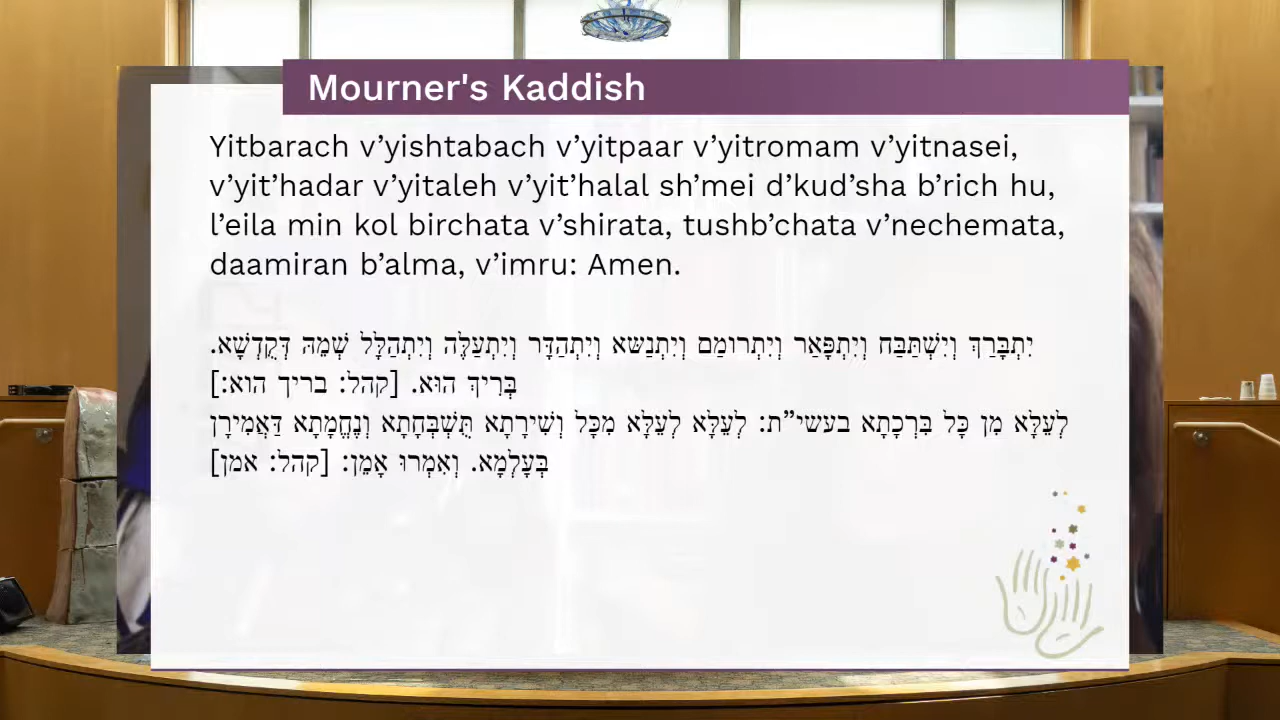 Mourner's Kaddish
Yitbarach v’yishtabach v’yitpaar v’yitromam v’yitnasei,
v’yit’hadar v’yitaleh v’yit’halal sh’mei d’kud’sha b’rich hu,
l’eila min kol birchata v’shirata, tushb’chata v’nechemata,
daamiran b’alma, v’imru: Amen.
יִתְבָּרַךְ וְיִשְׁתַּבַּח וְיִתְפָּאַר וְיִתְרוֹמַם וְיִתְנַשֵּׂא וְיִתְהַדָּר וְיִתְעַלֶּה וְיִתְהַלָּל שְׁמֵהּ דְּקֻדְשָׁא.
בְּרִיךְ הוּא. [קהל: בריך הוא:]
לְעֵלָּא מִן כָּל בִּרְכָתָא בעשי”ת: לְעֵלָּא לְעֵלָּא מִכָּל וְשִׁירָתָא תֻּשְׁבְּחָתָא וְנֶחֱמָתָא דַּאֲמִירָן
בְּעָלְמָא. וְאִמְרוּ אָמֵן: [קהל: אמן]